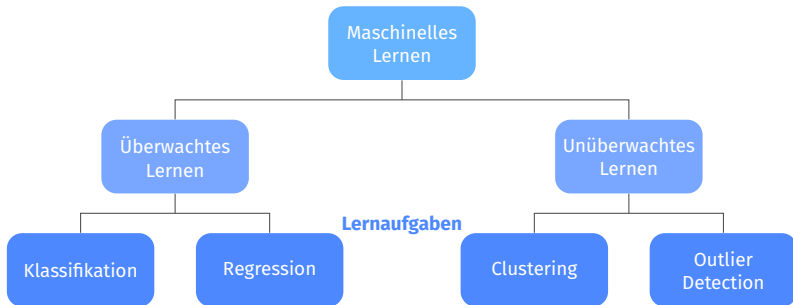 Maschinelles
Lernen
Überwachtes
Lernen
Unüberwachtes
Lernen
Lernaufgaben
Klassifikation
Regression
Clustering
Outlier
Detection